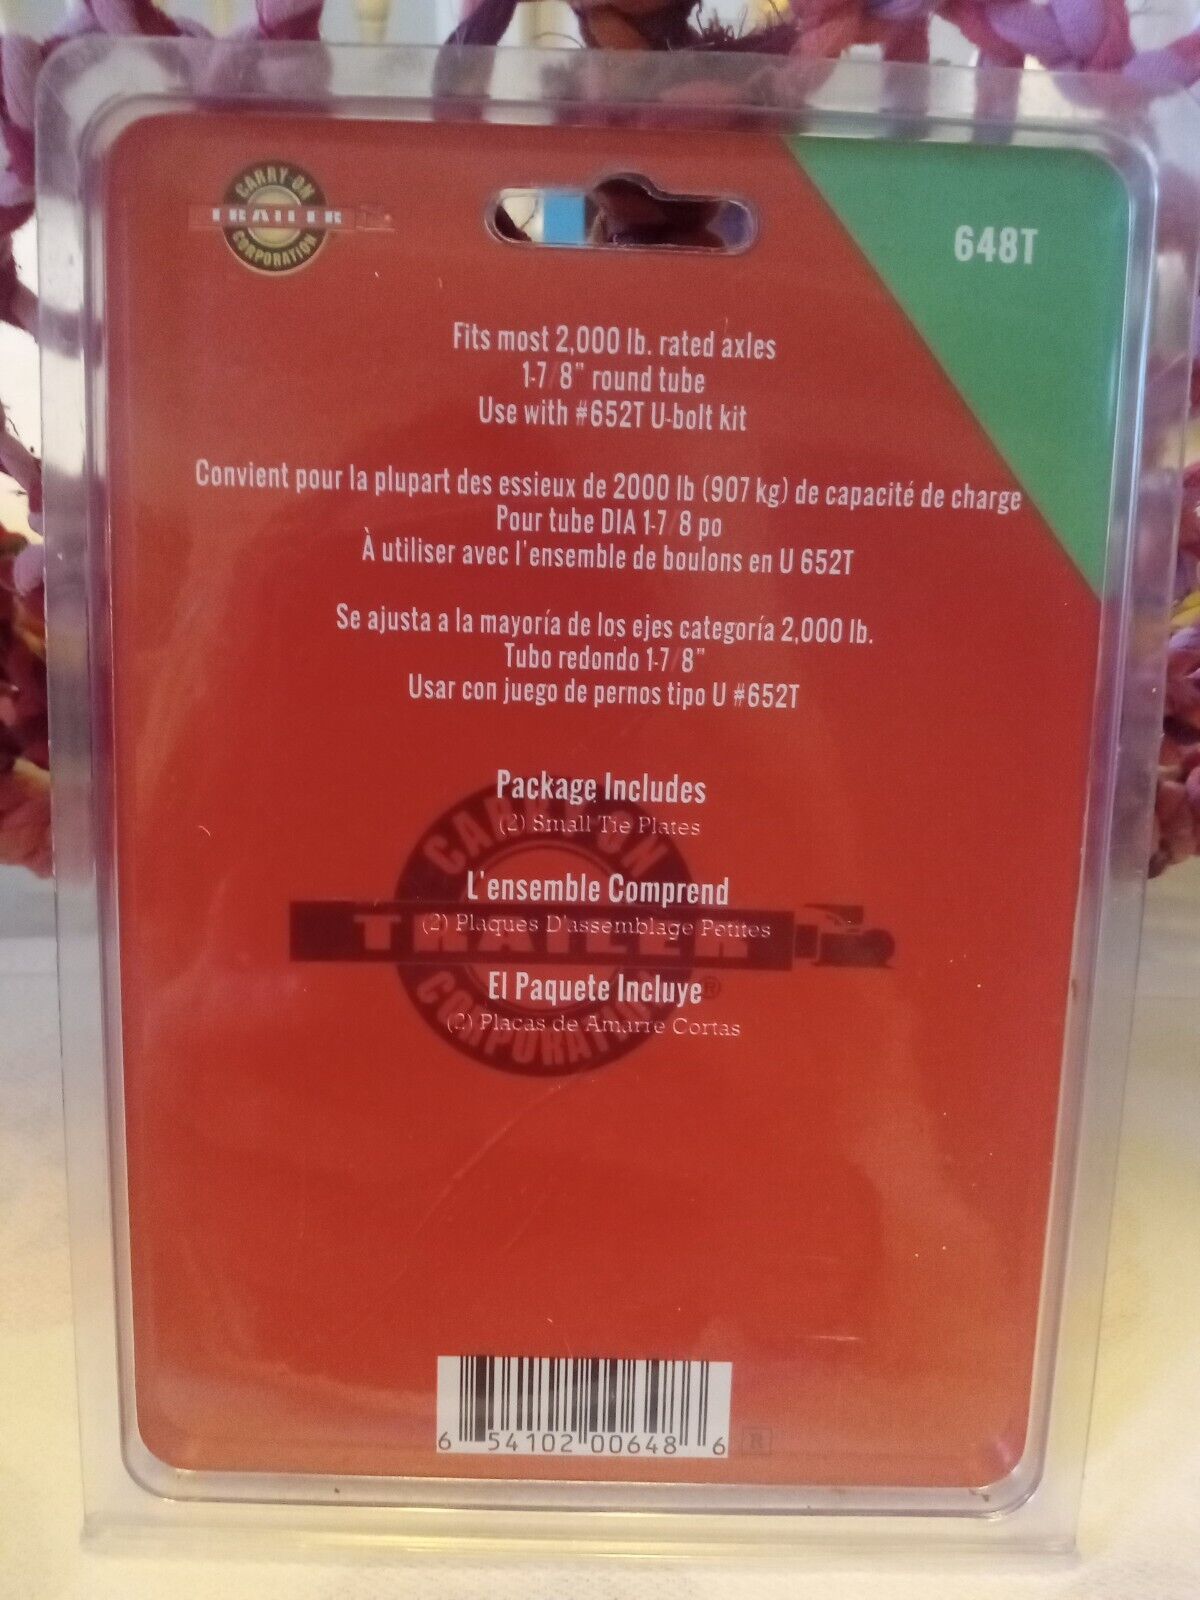 CARRY-ON
TRAILER
CORPORATION
648T
Fits most 2,000 lb. rated axles
1-7/8" round tube
Use with #652T U-bolt kit
Convient pour la plupart des essieux de 2000 lb (907 kg) de capacité de charge
Pour tube DIA 1-7/8 po
À utiliser avec l'ensemble de boulons en U 652T
Se ajusta a la mayoría de los ejes categoría 2,000 lb.
Tubo redondo 1-7/8"
Usar con juego de pernos tipo U #652T
Package Includes
(2) Small Tie Plates
L'ensemble Comprend
(2) Plaques D'assemblage Petites
El Paquete Incluye
(2) Placas de Amarre Cortas
CARRY-ON
TRAILER
CORPORATION
®
6 54102 00648 6 R